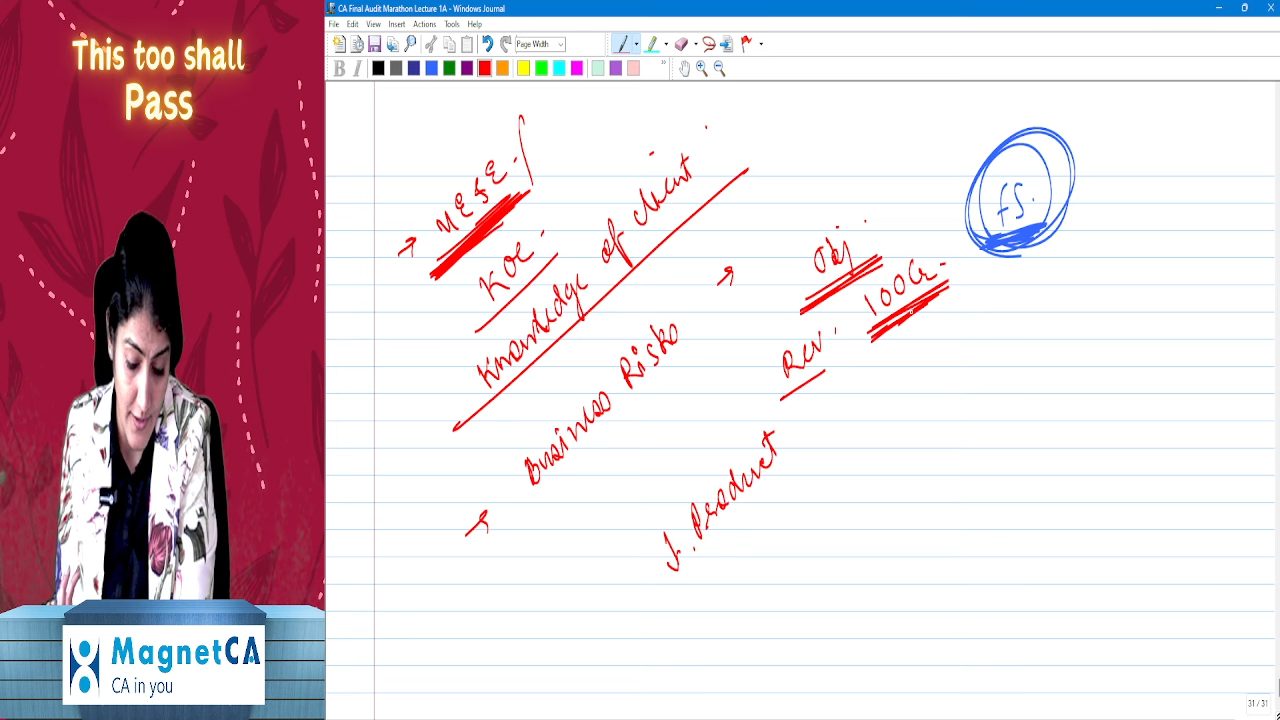 This too shall
Pass
CA Final Audit Marathon Lecture 1A - Windows Journal
File Edit View Insert Actions Tools Help
Page Width
B I
KOC.
Knowledge of client.
Business Risks
Obj.
Rev. 100Cr.
Product
FS.
MagnetCA
CA in you
31 / 31